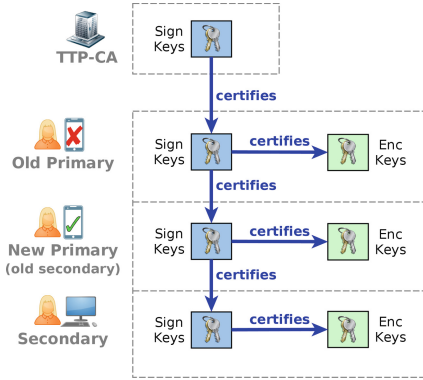 Sign
Keys
TTP-CA
certifies
Sign
Keys
certifies
Enc
Keys
Old Primary
certifies
Sign
Keys
certifies
Enc
Keys
New Primary
(old secondary)
certifies
Sign
Keys
certifies
Enc
Keys
Secondary